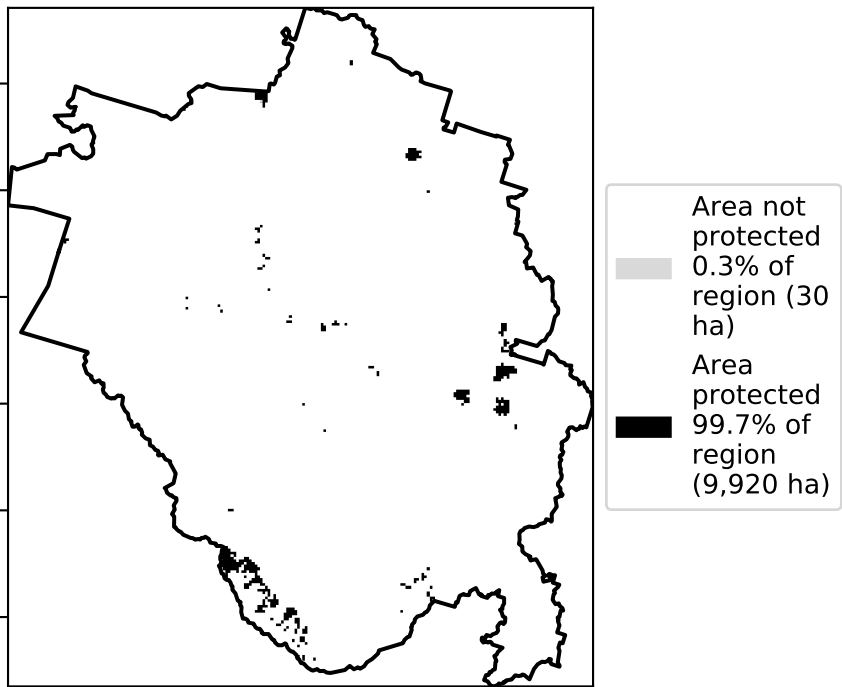 Area not
protected
0.3% of
region (30
ha)
Area
protected
99.7% of
region
(9,920 ha)